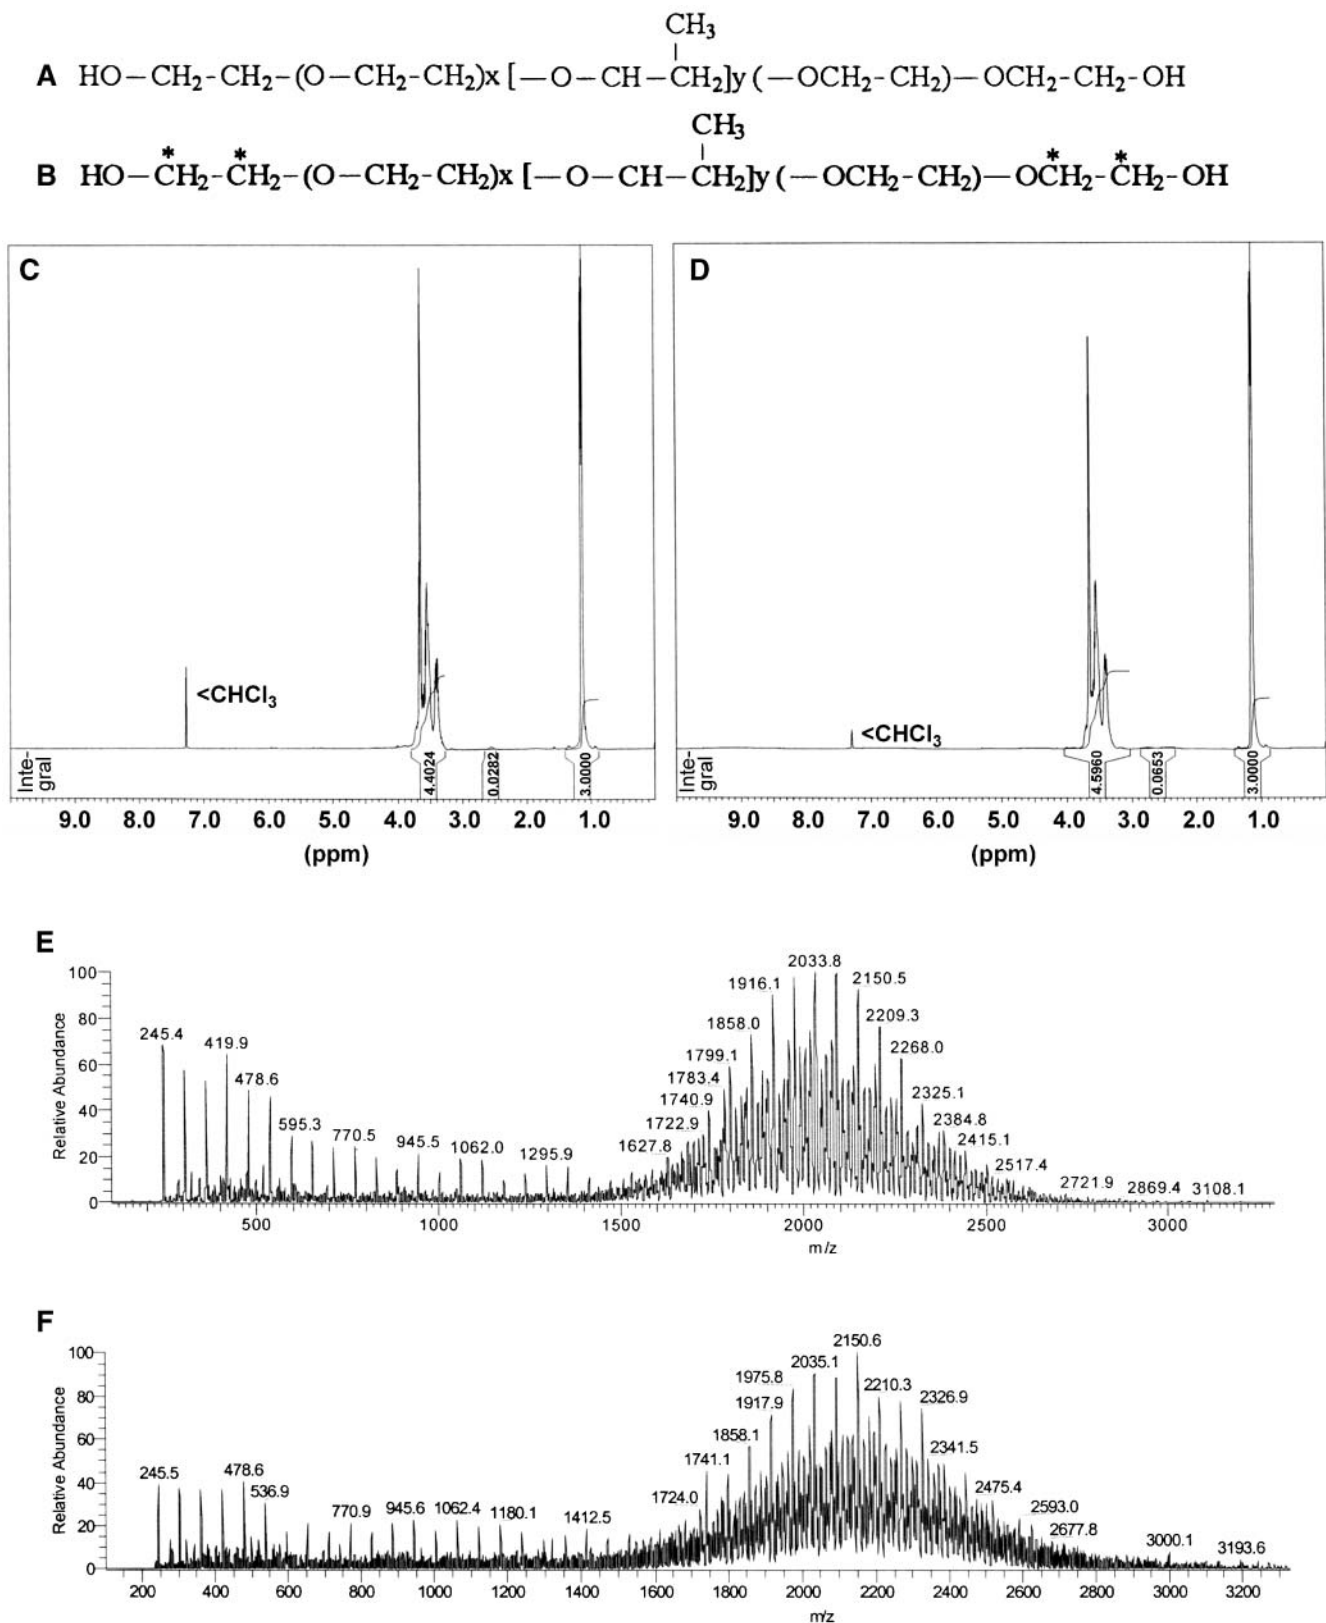 CH₃
A HO–CH₂-CH₂-(O–CH₂-CH₂)x [–O–CH–CH₂]y (–OCH₂-CH₂)–OCH₂-CH₂-OH
CH₃
* * * *
B HO–CH₂-CH₂-(O–CH₂-CH₂)x [–O–CH–CH₂]y (–OCH₂-CH₂)–OCH₂-CH₂-OH
C
<CHCl₃
Inte-
gral
4.4024 0.0282 3.0000
9.0 8.0 7.0 6.0 5.0 4.0 3.0 2.0 1.0
(ppm)
D
<CHCl₃
Inte-
gral
4.5960 0.0653 3.0000
9.0 8.0 7.0 6.0 5.0 4.0 3.0 2.0 1.0
(ppm)
E
Relative Abundance
100
80
60
40
20
0
245.4
419.9
478.6
595.3
770.5
945.5
1062.0
1295.9
1627.8
1722.9
1740.9
1783.4
1799.1
1858.0
1916.1
2033.8
2150.5
2209.3
2268.0
2325.1
2384.8
2415.1
2517.4
2721.9
2869.4
3108.1
500 1000 1500 2000 2500 3000
m/z
F
Relative Abundance
100
80
60
40
20
0
245.5
478.6
536.9
770.9
945.6
1062.4
1180.1
1412.5
1724.0
1741.1
1858.1
1917.9
1975.8
2035.1
2150.6
2210.3
2326.9
2341.5
2475.4
2593.0
2677.8
3000.1
3193.6
200 400 600 800 1000 1200 1400 1600 1800 2000 2200 2400 2600 2800 3000 3200
m/z